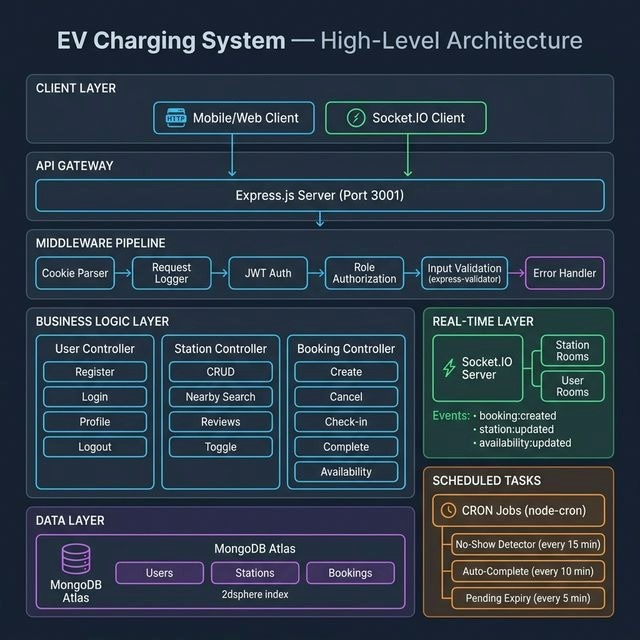 EV Charging System — High-Level Architecture
CLIENT LAYER
HTTP
Mobile/Web Client
Socket.IO Client
API GATEWAY
Express.js Server (Port 3001)
MIDDLEWARE PIPELINE
Cookie Parser
Request
Logger
JWT Auth
Role
Authorization
Input Validation
(express-validator)
Error Handler
BUSINESS LOGIC LAYER
User Controller
Register
Login
Profile
Logout
Station Controller
CRUD
Nearby Search
Reviews
Toggle
Booking Controller
Create
Cancel
Check-in
Complete
Availability
REAL-TIME LAYER
Socket.IO
Server
Station
Rooms
User
Rooms
Events: • booking:created
• station:updated
• availability:updated
DATA LAYER
MongoDB
Atlas
MongoDB Atlas
Users
Stations
Bookings
2dsphere index
SCHEDULED TASKS
CRON Jobs (node-cron)
No-Show Detector (every 15 min)
Auto-Complete (every 10 min)
Pending Expiry (every 5 min)